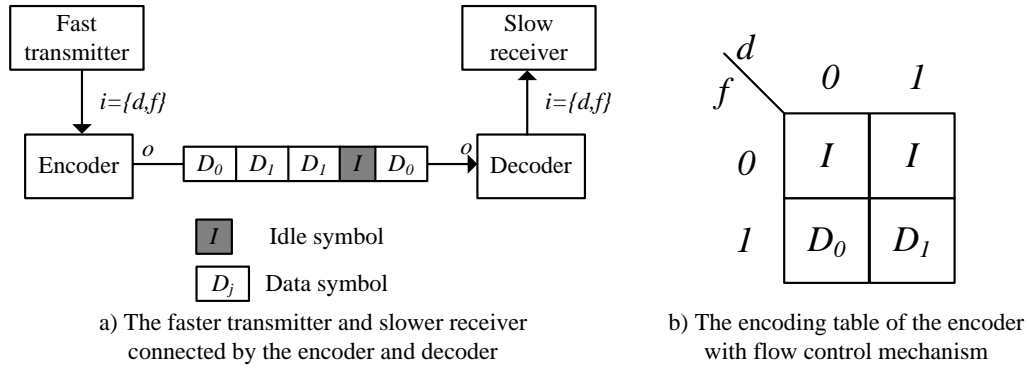 Fast
transmitter
Slow
receiver
i={d,f}
i={d,f}
Encoder
o
D0 D1 D1 I D0
o
Decoder
I Idle symbol
Dj Data symbol
a) The faster transmitter and slower receiver
connected by the encoder and decoder
d
f
0 1
0 I I
1 D0 D1
b) The encoding table of the encoder
with flow control mechanism